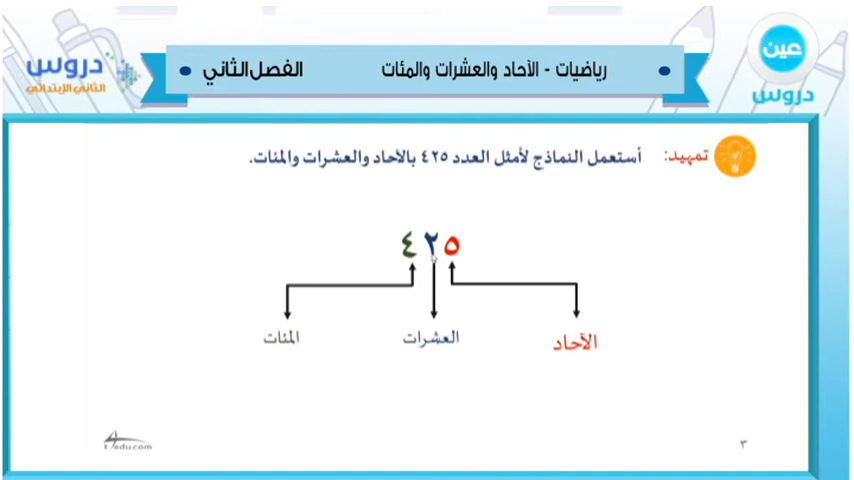 عين
دروس
رياضيات - الآحاد والعشرات والمئات
الفصل الثاني
دروس
الثاني الابتدائي
تمهيد: أستعمل النماذج لأمثل العدد ٤٢٥ بالآحاد والعشرات والمئات.
٤٢٥
الآحاد
العشرات
المئات
٣
t4edu.com